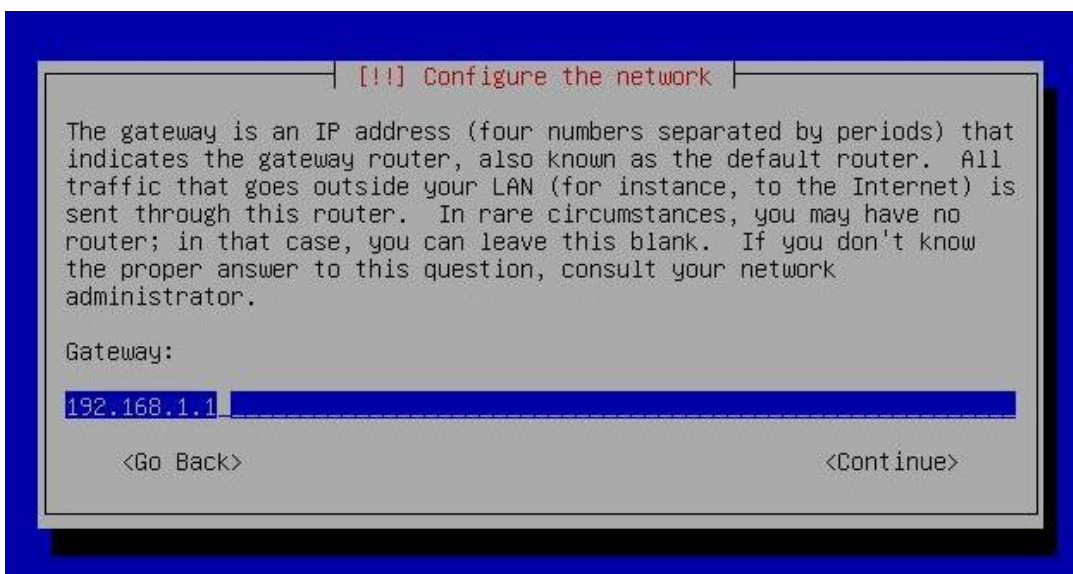 [!!] Configure the network
The gateway is an IP address (four numbers separated by periods) that
indicates the gateway router, also known as the default router.  All
traffic that goes outside your LAN (for instance, to the Internet) is
sent through this router.  In rare circumstances, you may have no
router; in that case, you can leave this blank.  If you don't know
the proper answer to this question, consult your network
administrator.
Gateway:
192.168.1.1
<Go Back> <Continue>